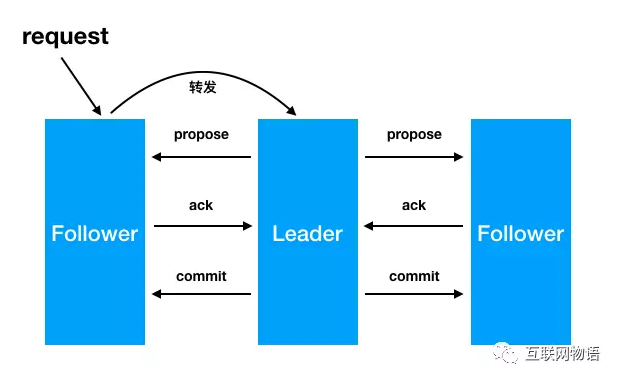 request
转发
propose
propose
ack
ack
Follower
Leader
Follower
commit
commit
互联网物语